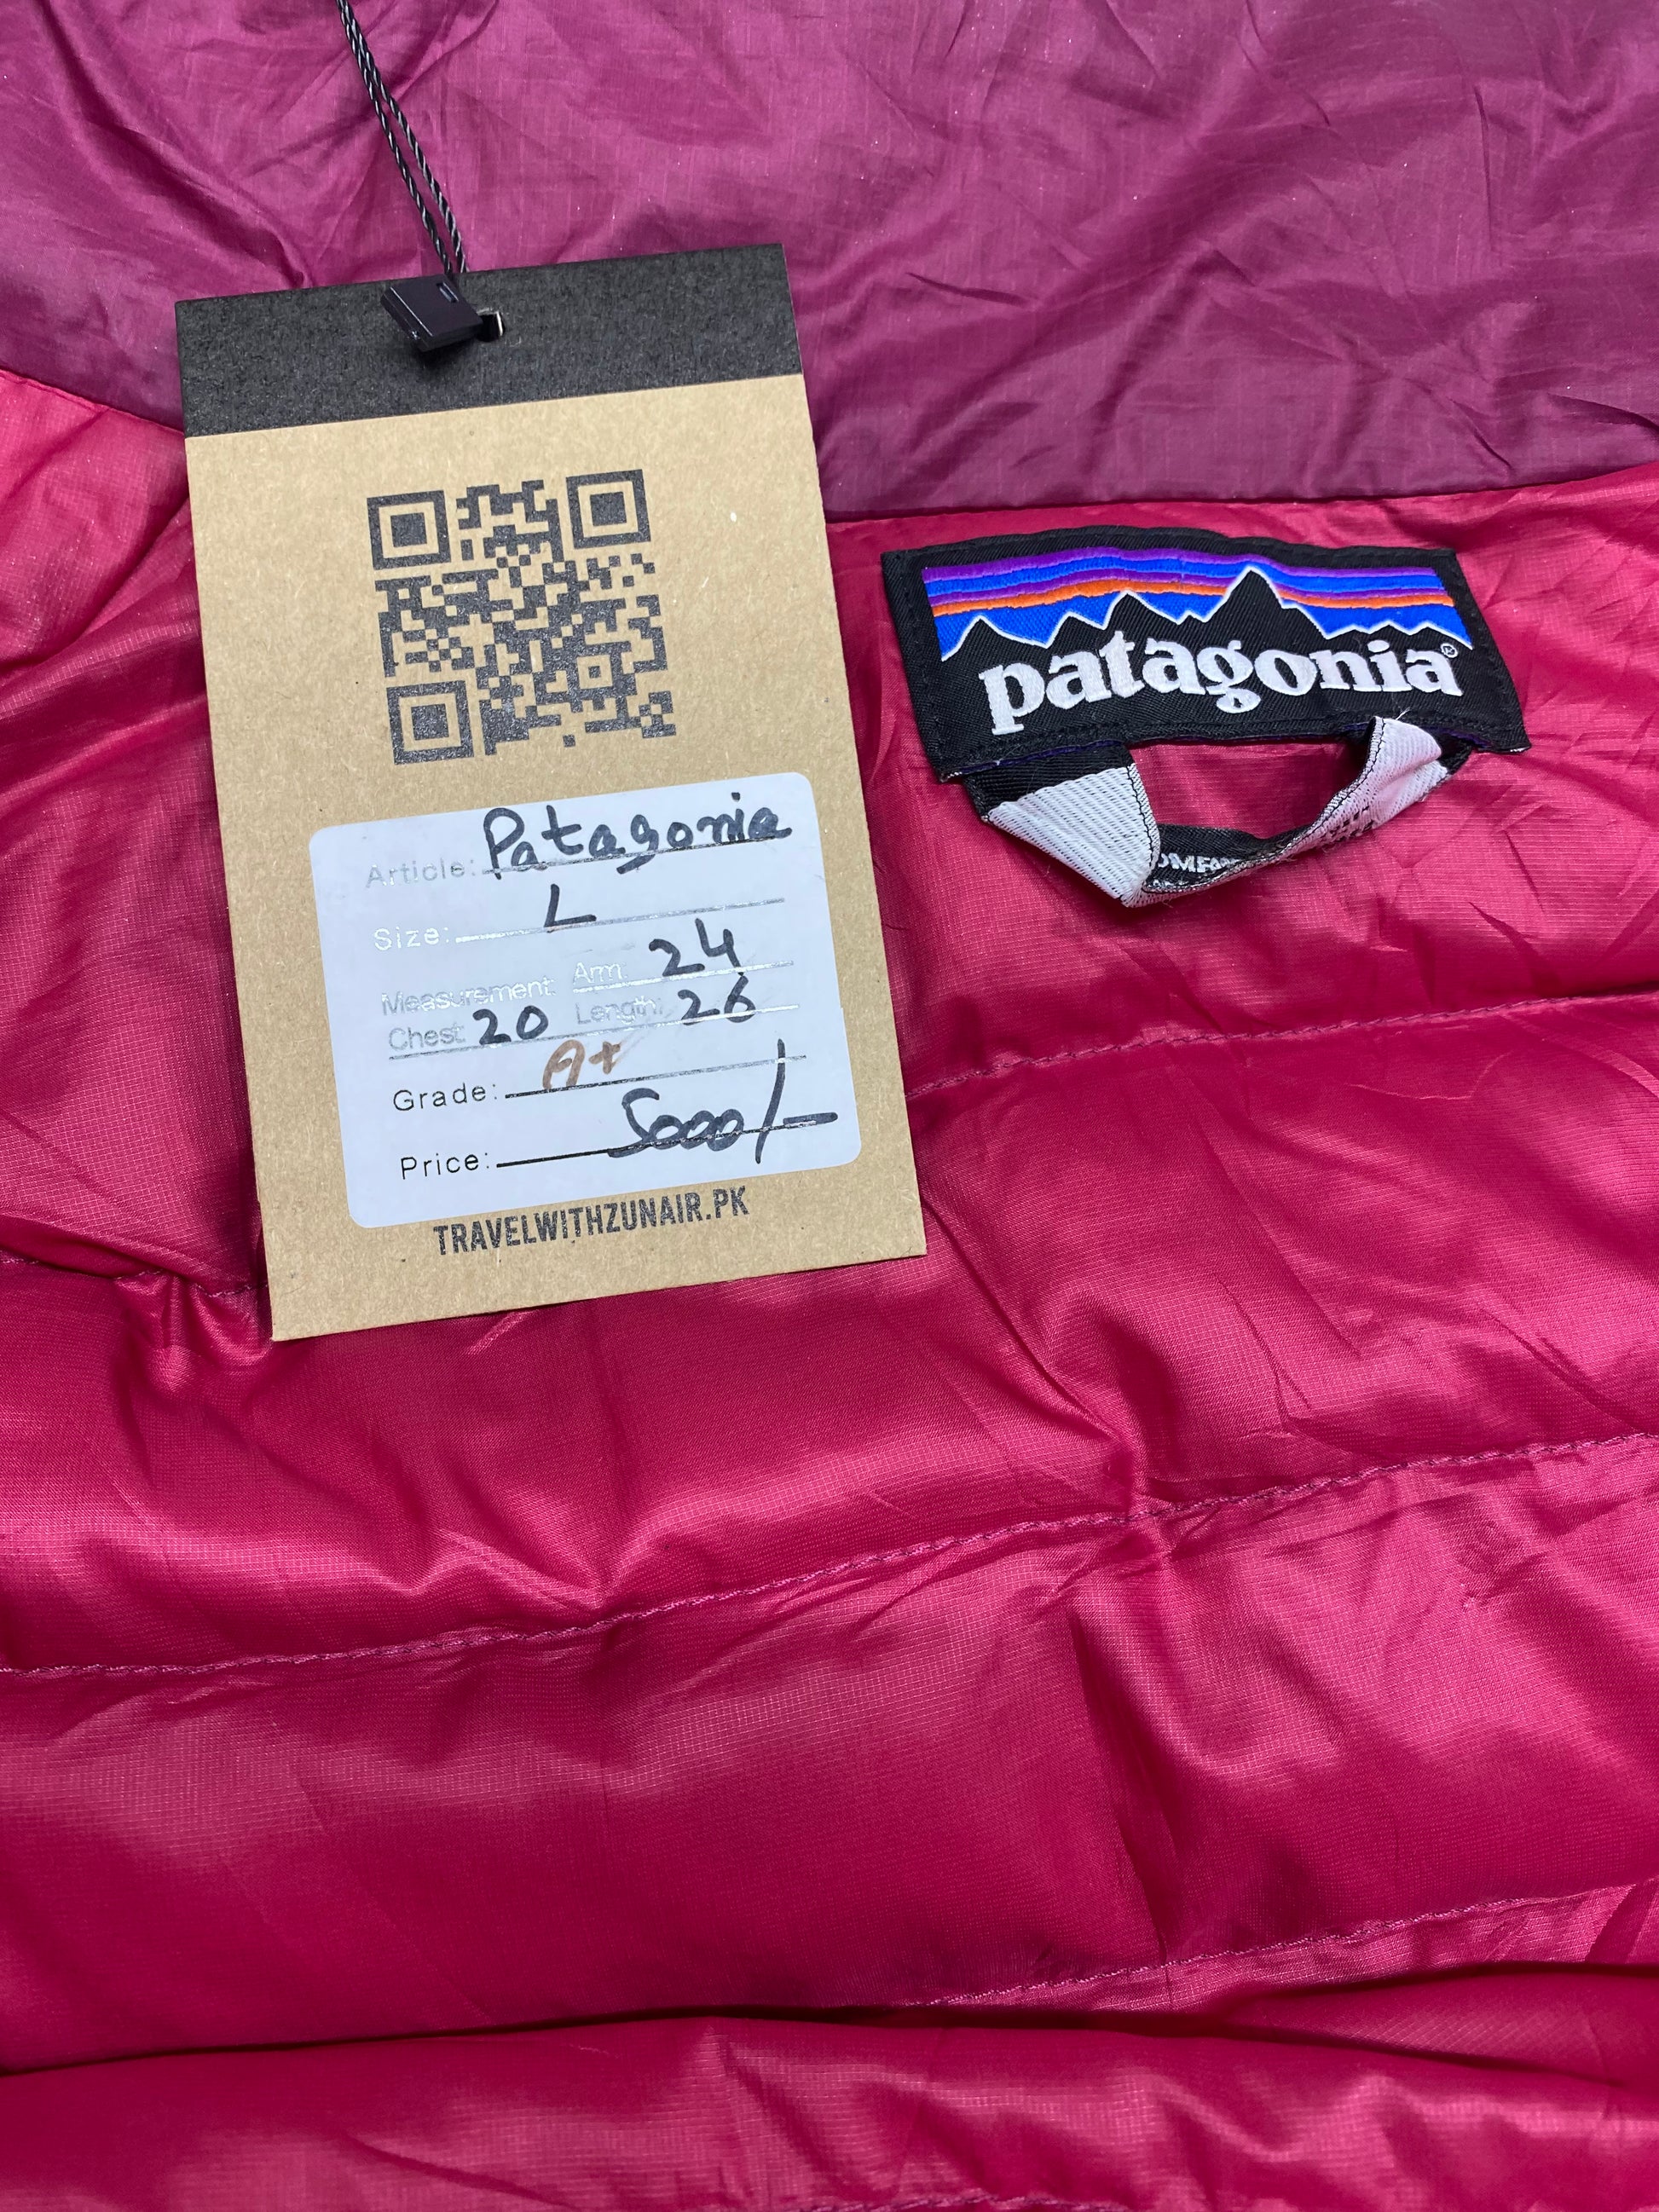 Article: Patagonia
Size: L
Measurement: Arm: 24
Chest: 20 Length: 26
Grade: A+
Price: 5000/-
TRAVELWITHZUNAIR.PK
patagonia®